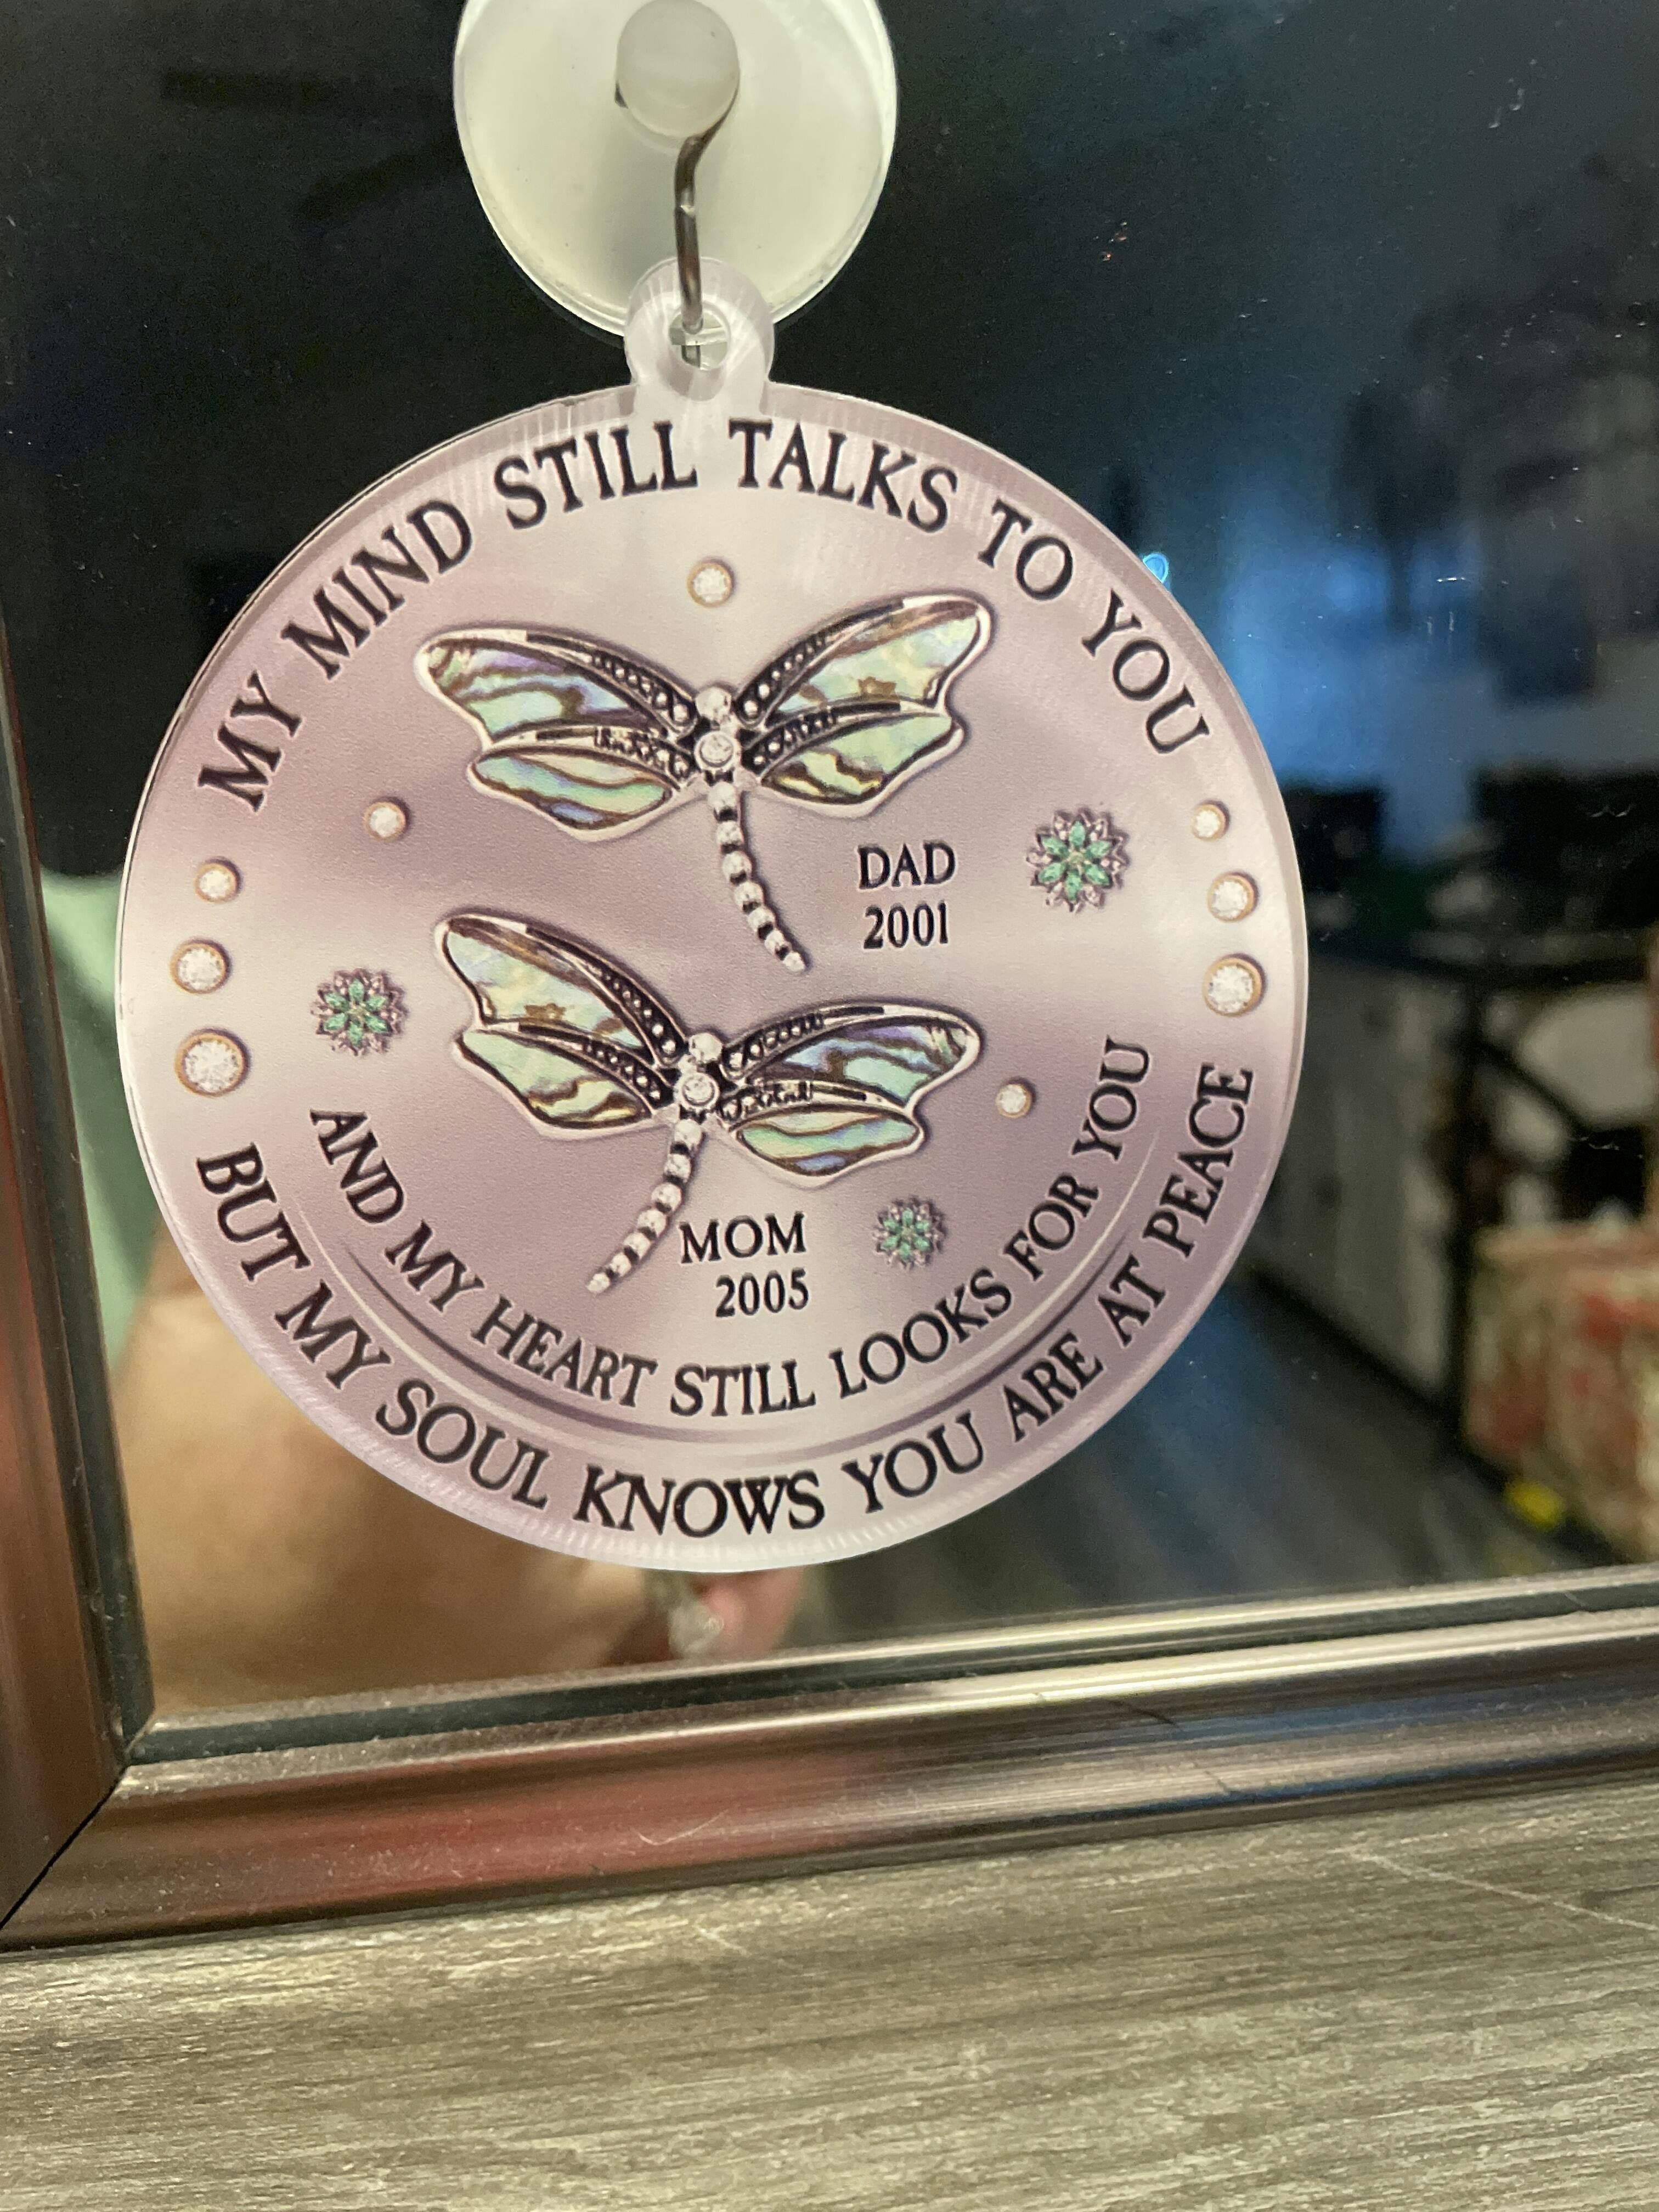 MY MIND STILL TALKS TO YOU
DAD
2001
MOM
2005
AND MY HEART STILL LOOKS FOR YOU
BUT MY SOUL KNOWS YOU ARE AT PEACE